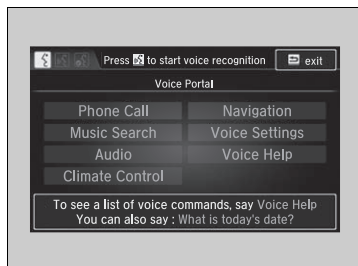 Press to start voice recognition exit
Voice Portal
Phone Call Navigation
Music Search Voice Settings
Audio Voice Help
Climate Control
To see a list of voice commands, say Voice Help
You can also say : What is today's date?